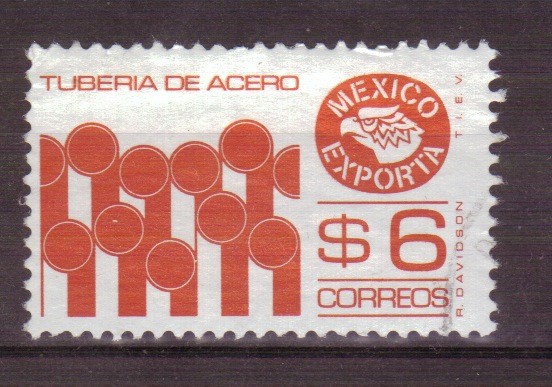 TUBERIA DE ACERO
MEXICO
EXPORTA
T.I.E.V.
$6
CORREOS
R. DAVIDSON